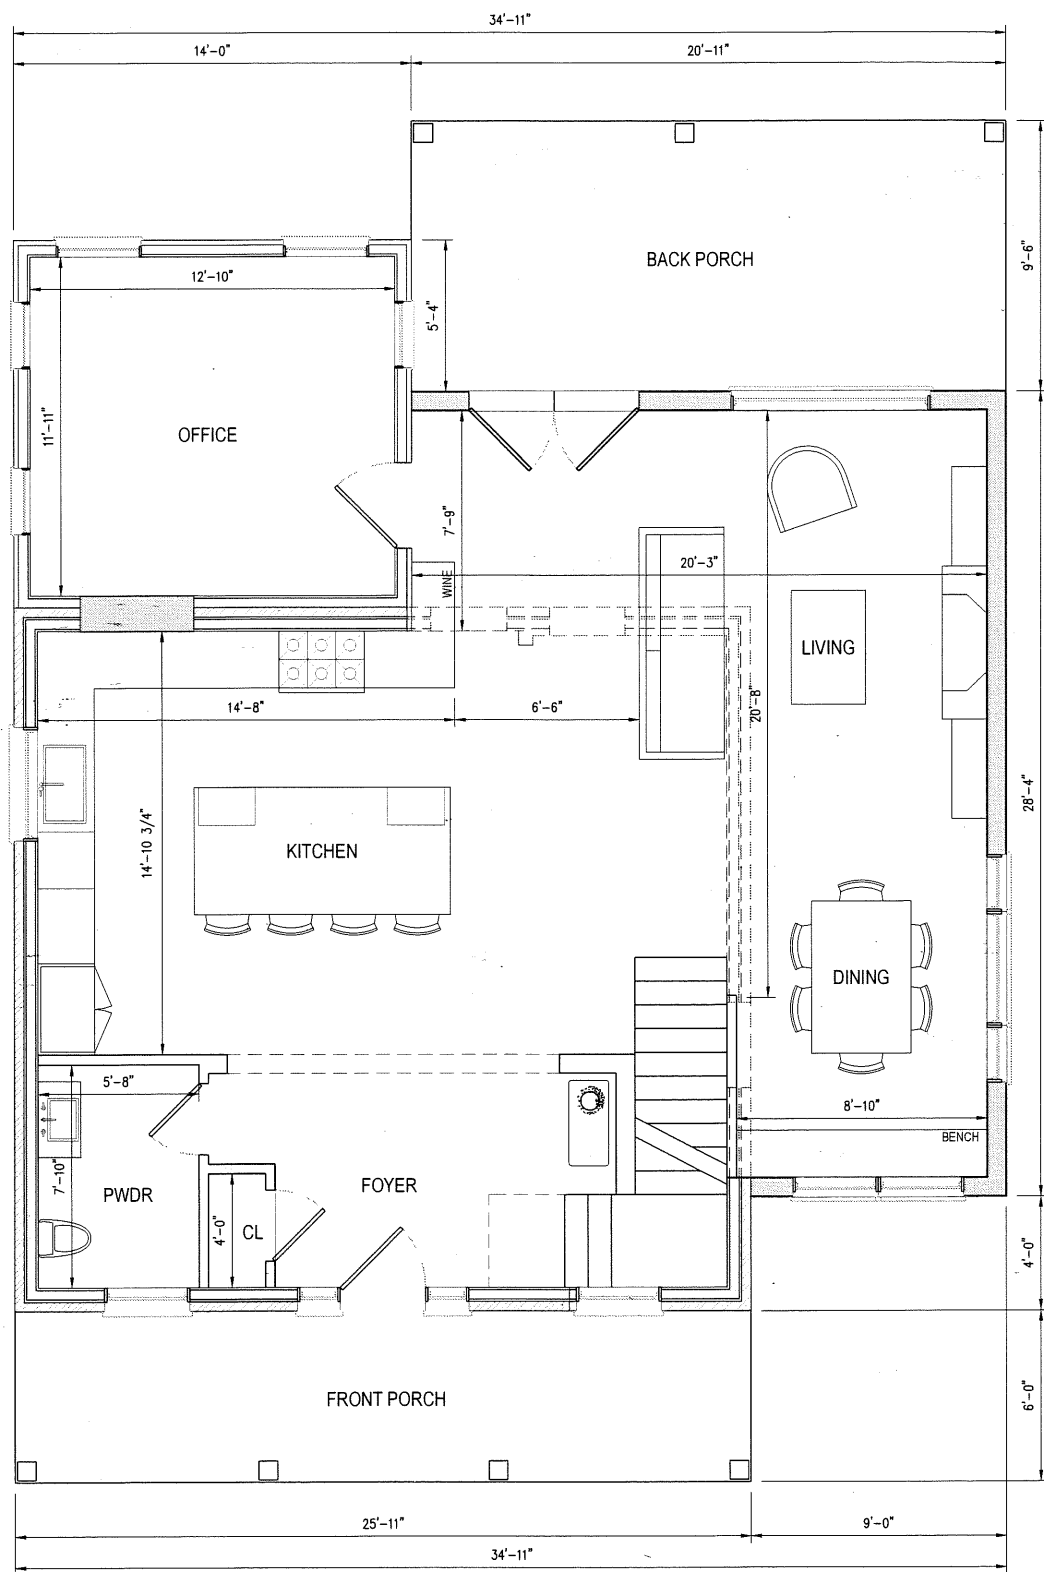 34'-11"
14'-0"
20'-11"
BACK PORCH
9'-6"
12'-10"
5'-4"
11'-11"
OFFICE
7'-9"
20'-3"
WINE
LIVING
14'-8"
6'-6"
20'-8"
28'-4"
14'-10 3/4"
KITCHEN
DINING
5'-8"
8'-10"
BENCH
7'-10"
PWDR
FOYER
4'-0"
CL
4'-0"
FRONT PORCH
6'-0"
25'-11"
9'-0"
34'-11"